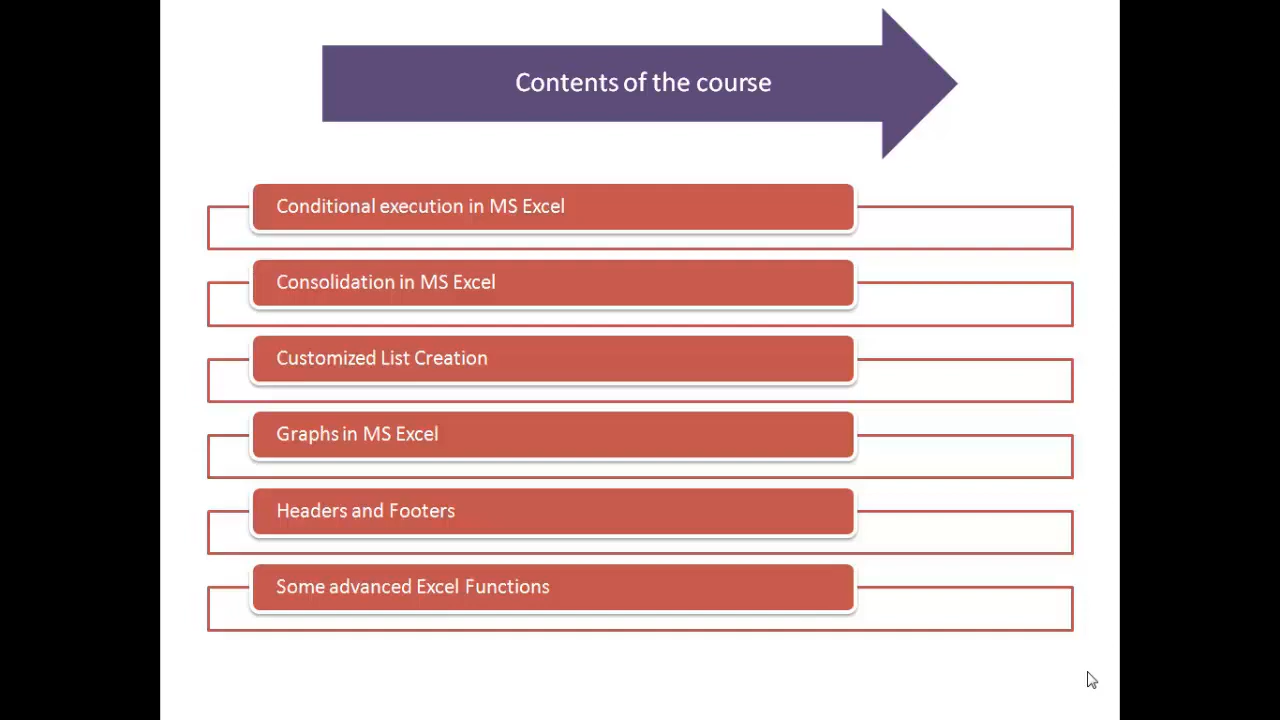 Contents of the course
Conditional execution in MS Excel
Consolidation in MS Excel
Customized List Creation
Graphs in MS Excel
Headers and Footers
Some advanced Excel Functions